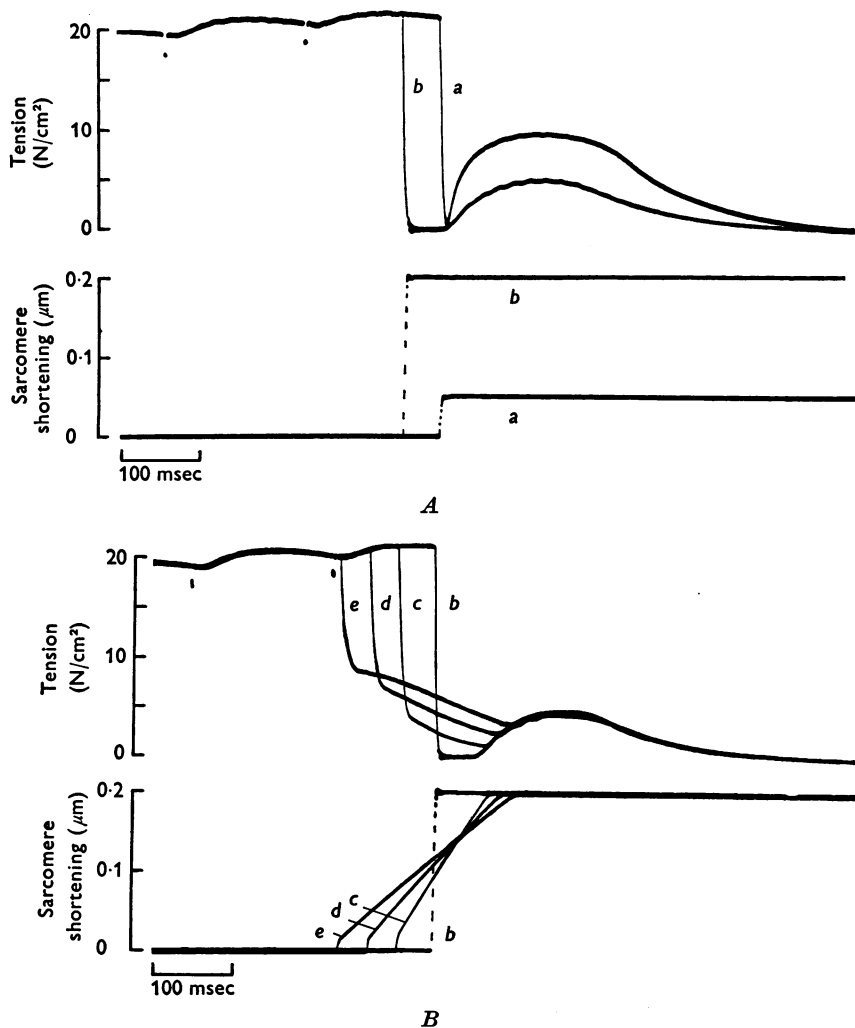 Tension
(N/cm²)
20
10
0
b
a
Sarcomere
shortening (μm)
0·2
0·1
0
b
a
100 msec
A
Tension
(N/cm²)
20
10
0
e
d
c
b
Sarcomere
shortening (μm)
0·2
0·1
0
c
d
e
b
100 msec
B